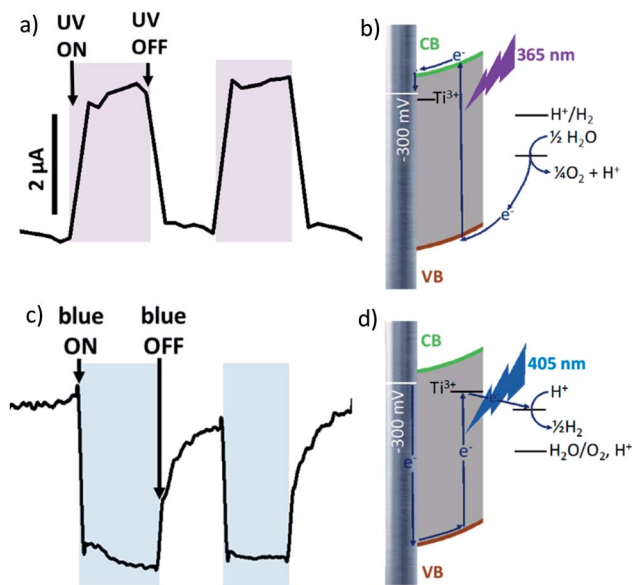 a)
UV
ON
UV
OFF
2 µA
b)
CB
e-
365 nm
Ti3+
-300 mV
H+/H2
½ H2O
¼O2 + H+
e-
VB
c)
blue
ON
blue
OFF
d)
CB
405 nm
Ti3+
e-
H+
-300 mV
½H2
e-
e-
H2O/O2, H+
VB